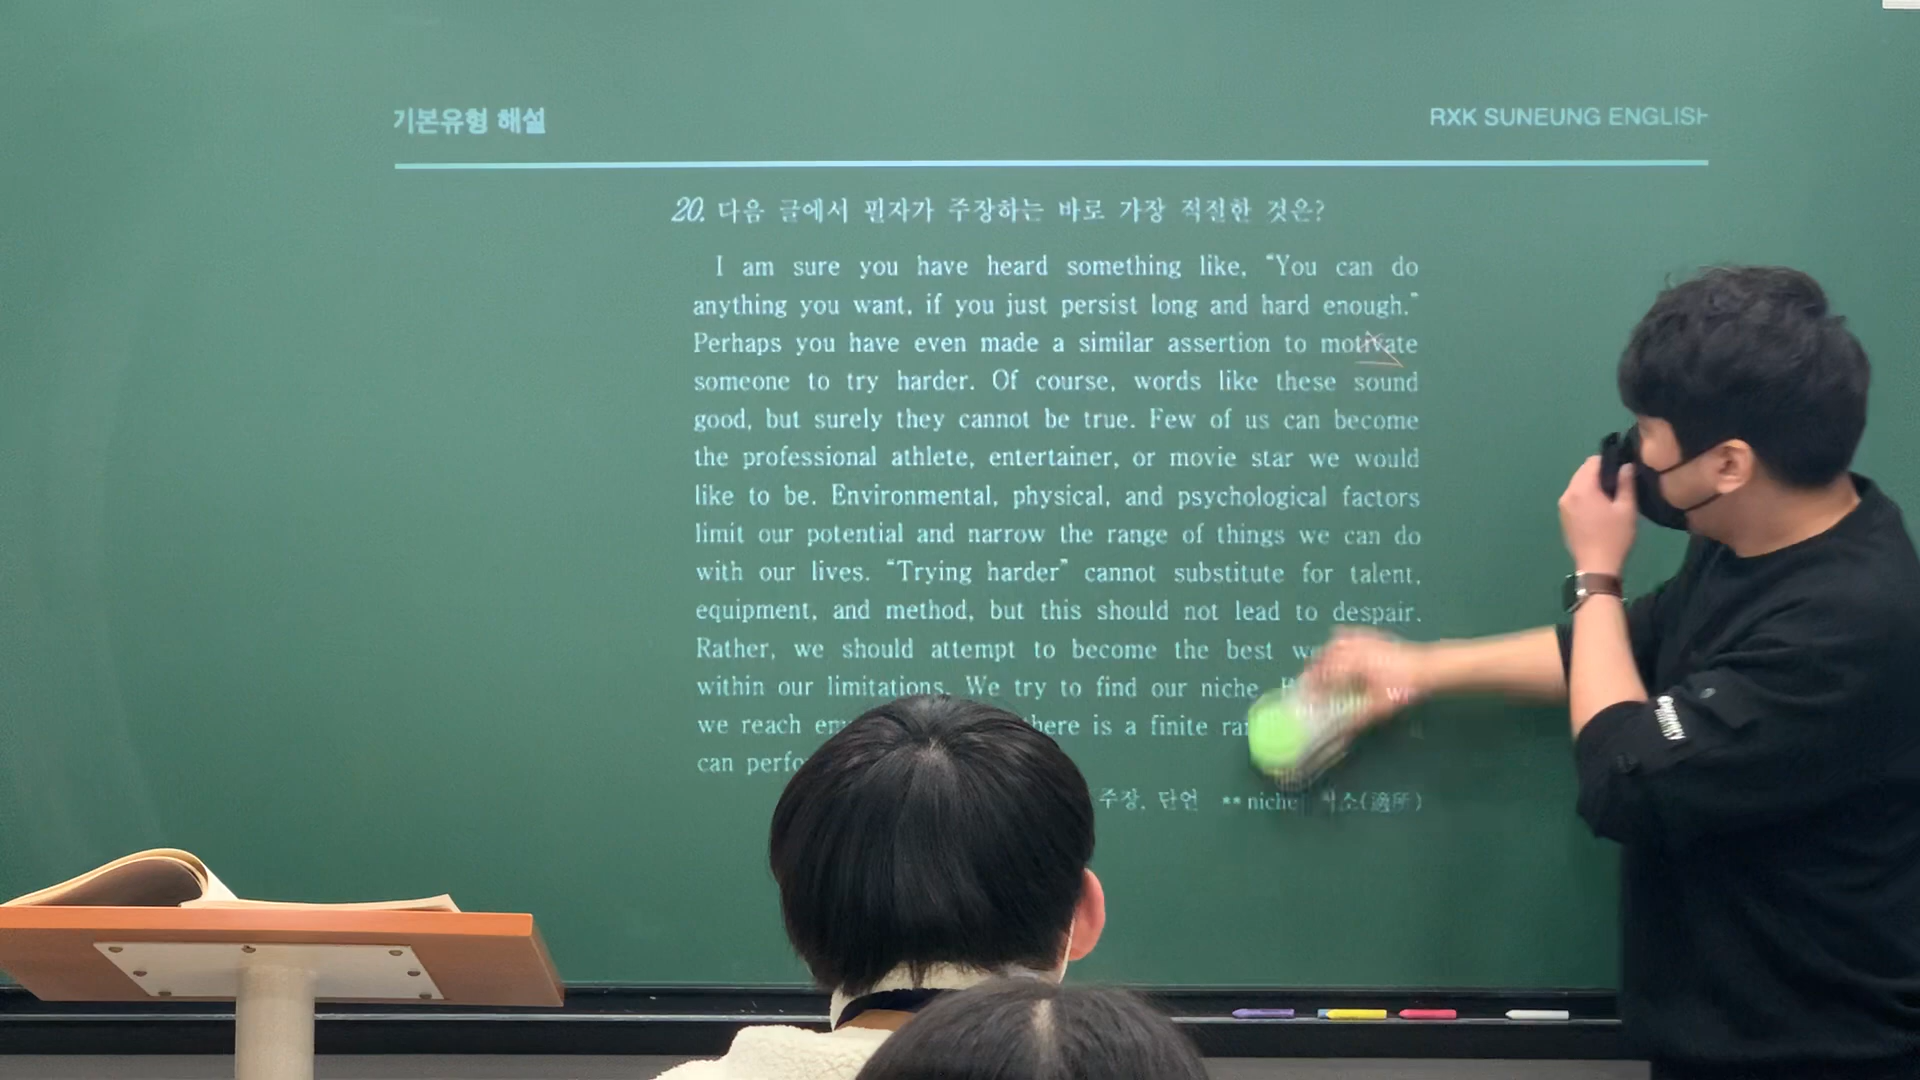 기본유형 해설
RXK SUNEUNG ENGLISH
20. 다음 글에서 필자가 주장하는 바로 가장 적절한 것은?
I am sure you have heard something like, “You can do
anything you want, if you just persist long and hard enough.”
Perhaps you have even made a similar assertion to motivate
someone to try harder. Of course, words like these sound
good, but surely they cannot be true. Few of us can become
the professional athlete, entertainer, or movie star we would
like to be. Environmental, physical, and psychological factors
limit our potential and narrow the range of things we can do
with our lives. “Trying harder” cannot substitute for talent,
equipment, and method, but this should not lead to despair.
Rather, we should attempt to become the best we
within our limitations. We try to find our niche.
we reach there is a finite
can
주장, 단언 ** niche 소(適所)